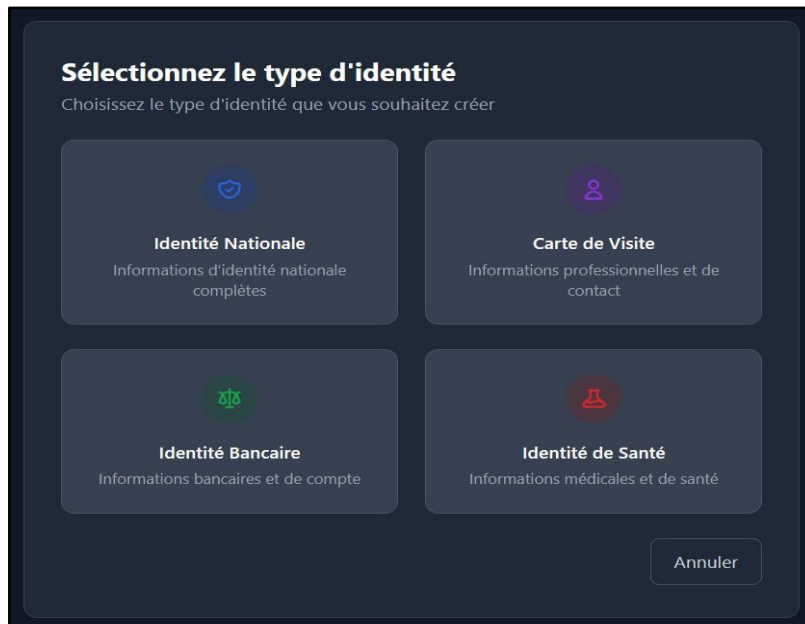 Sélectionnez le type d'identité
Choisissez le type d'identité que vous souhaitez créer
Identité Nationale
Informations d'identité nationale
complètes
Carte de Visite
Informations professionnelles et de
contact
Identité Bancaire
Informations bancaires et de compte
Identité de Santé
Informations médicales et de santé
Annuler